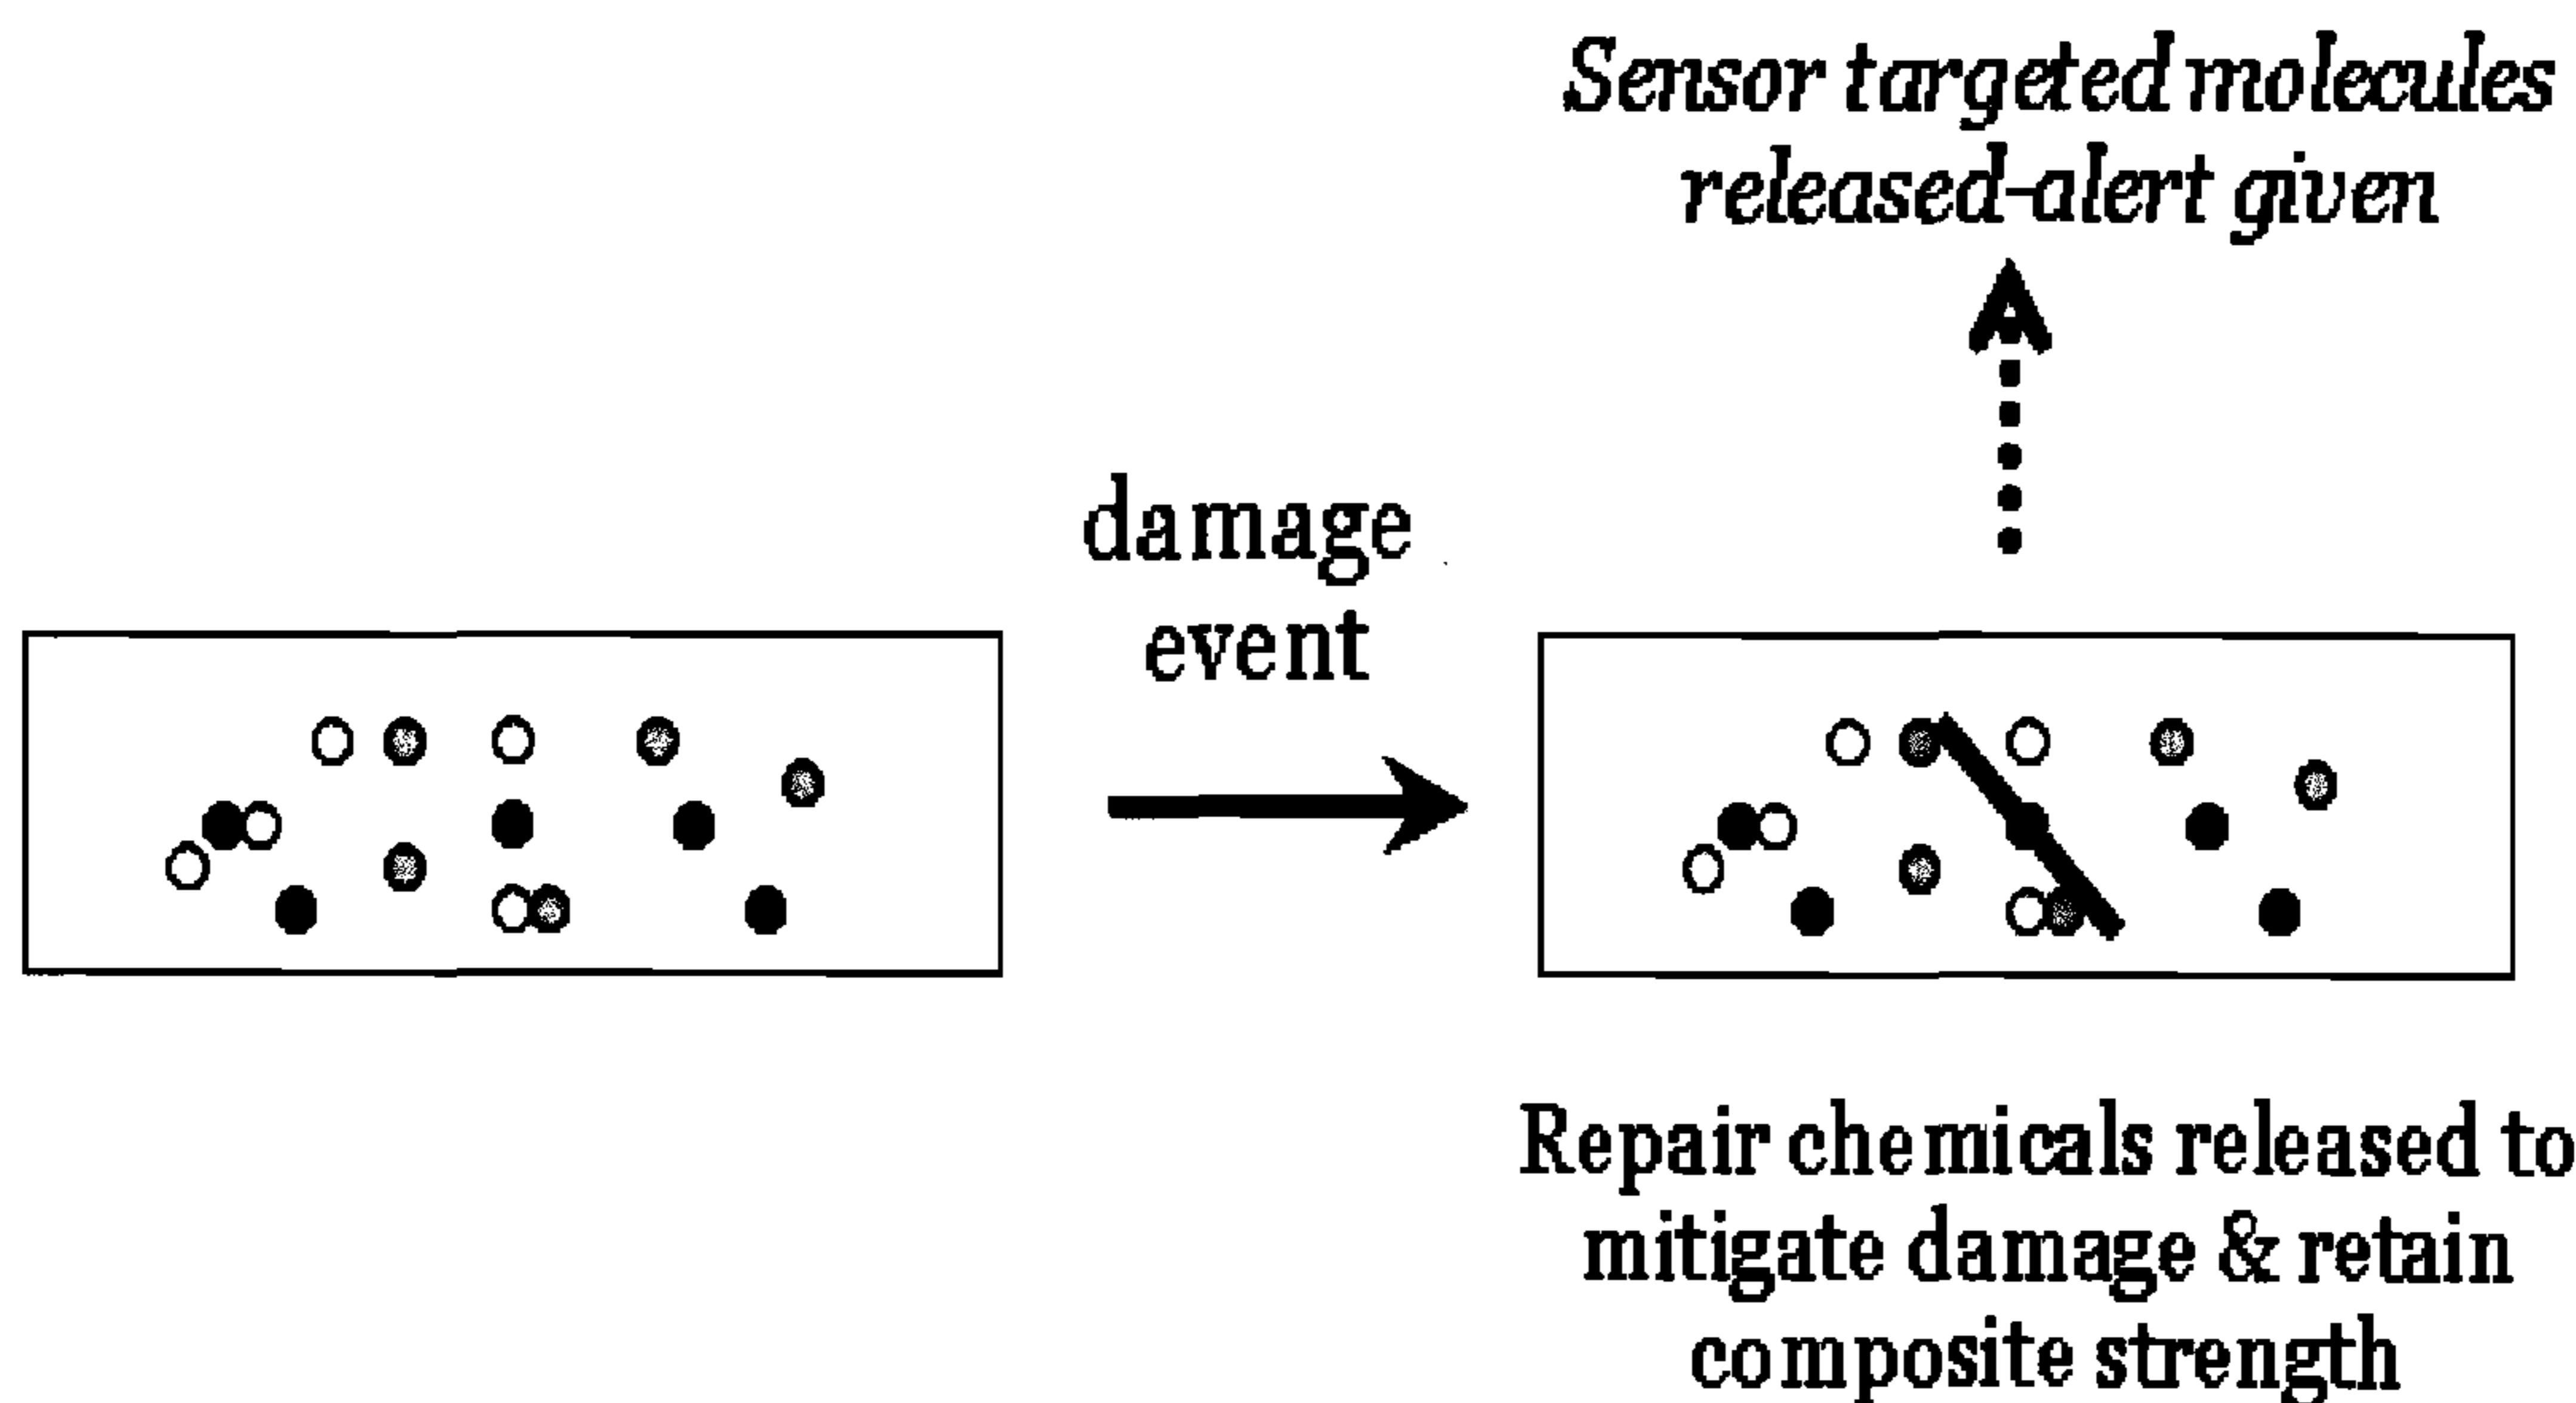 Sensor targeted molecules
released-alert given
damage
event
Repair chemicals released to
mitigate damage & retain
composite strength